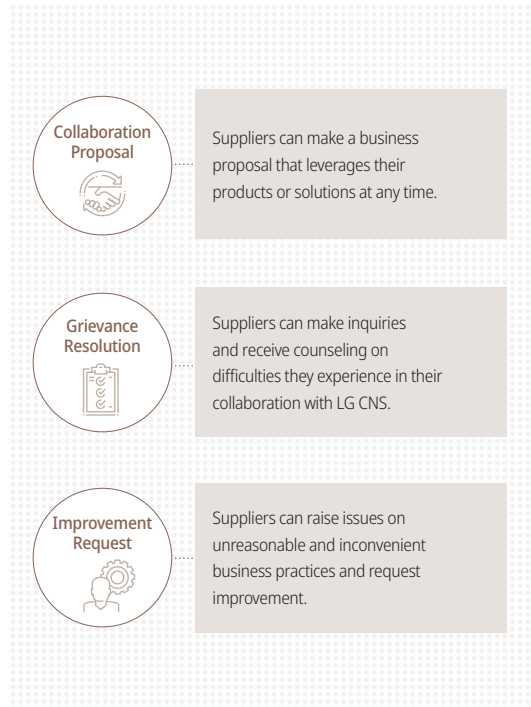 Collaboration
Proposal
Suppliers can make a business
proposal that leverages their
products or solutions at any time.
Grievance
Resolution
Suppliers can make inquiries
and receive counseling on
difficulties they experience in their
collaboration with LG CNS.
Improvement
Request
Suppliers can raise issues on
unreasonable and inconvenient
business practices and request
improvement.